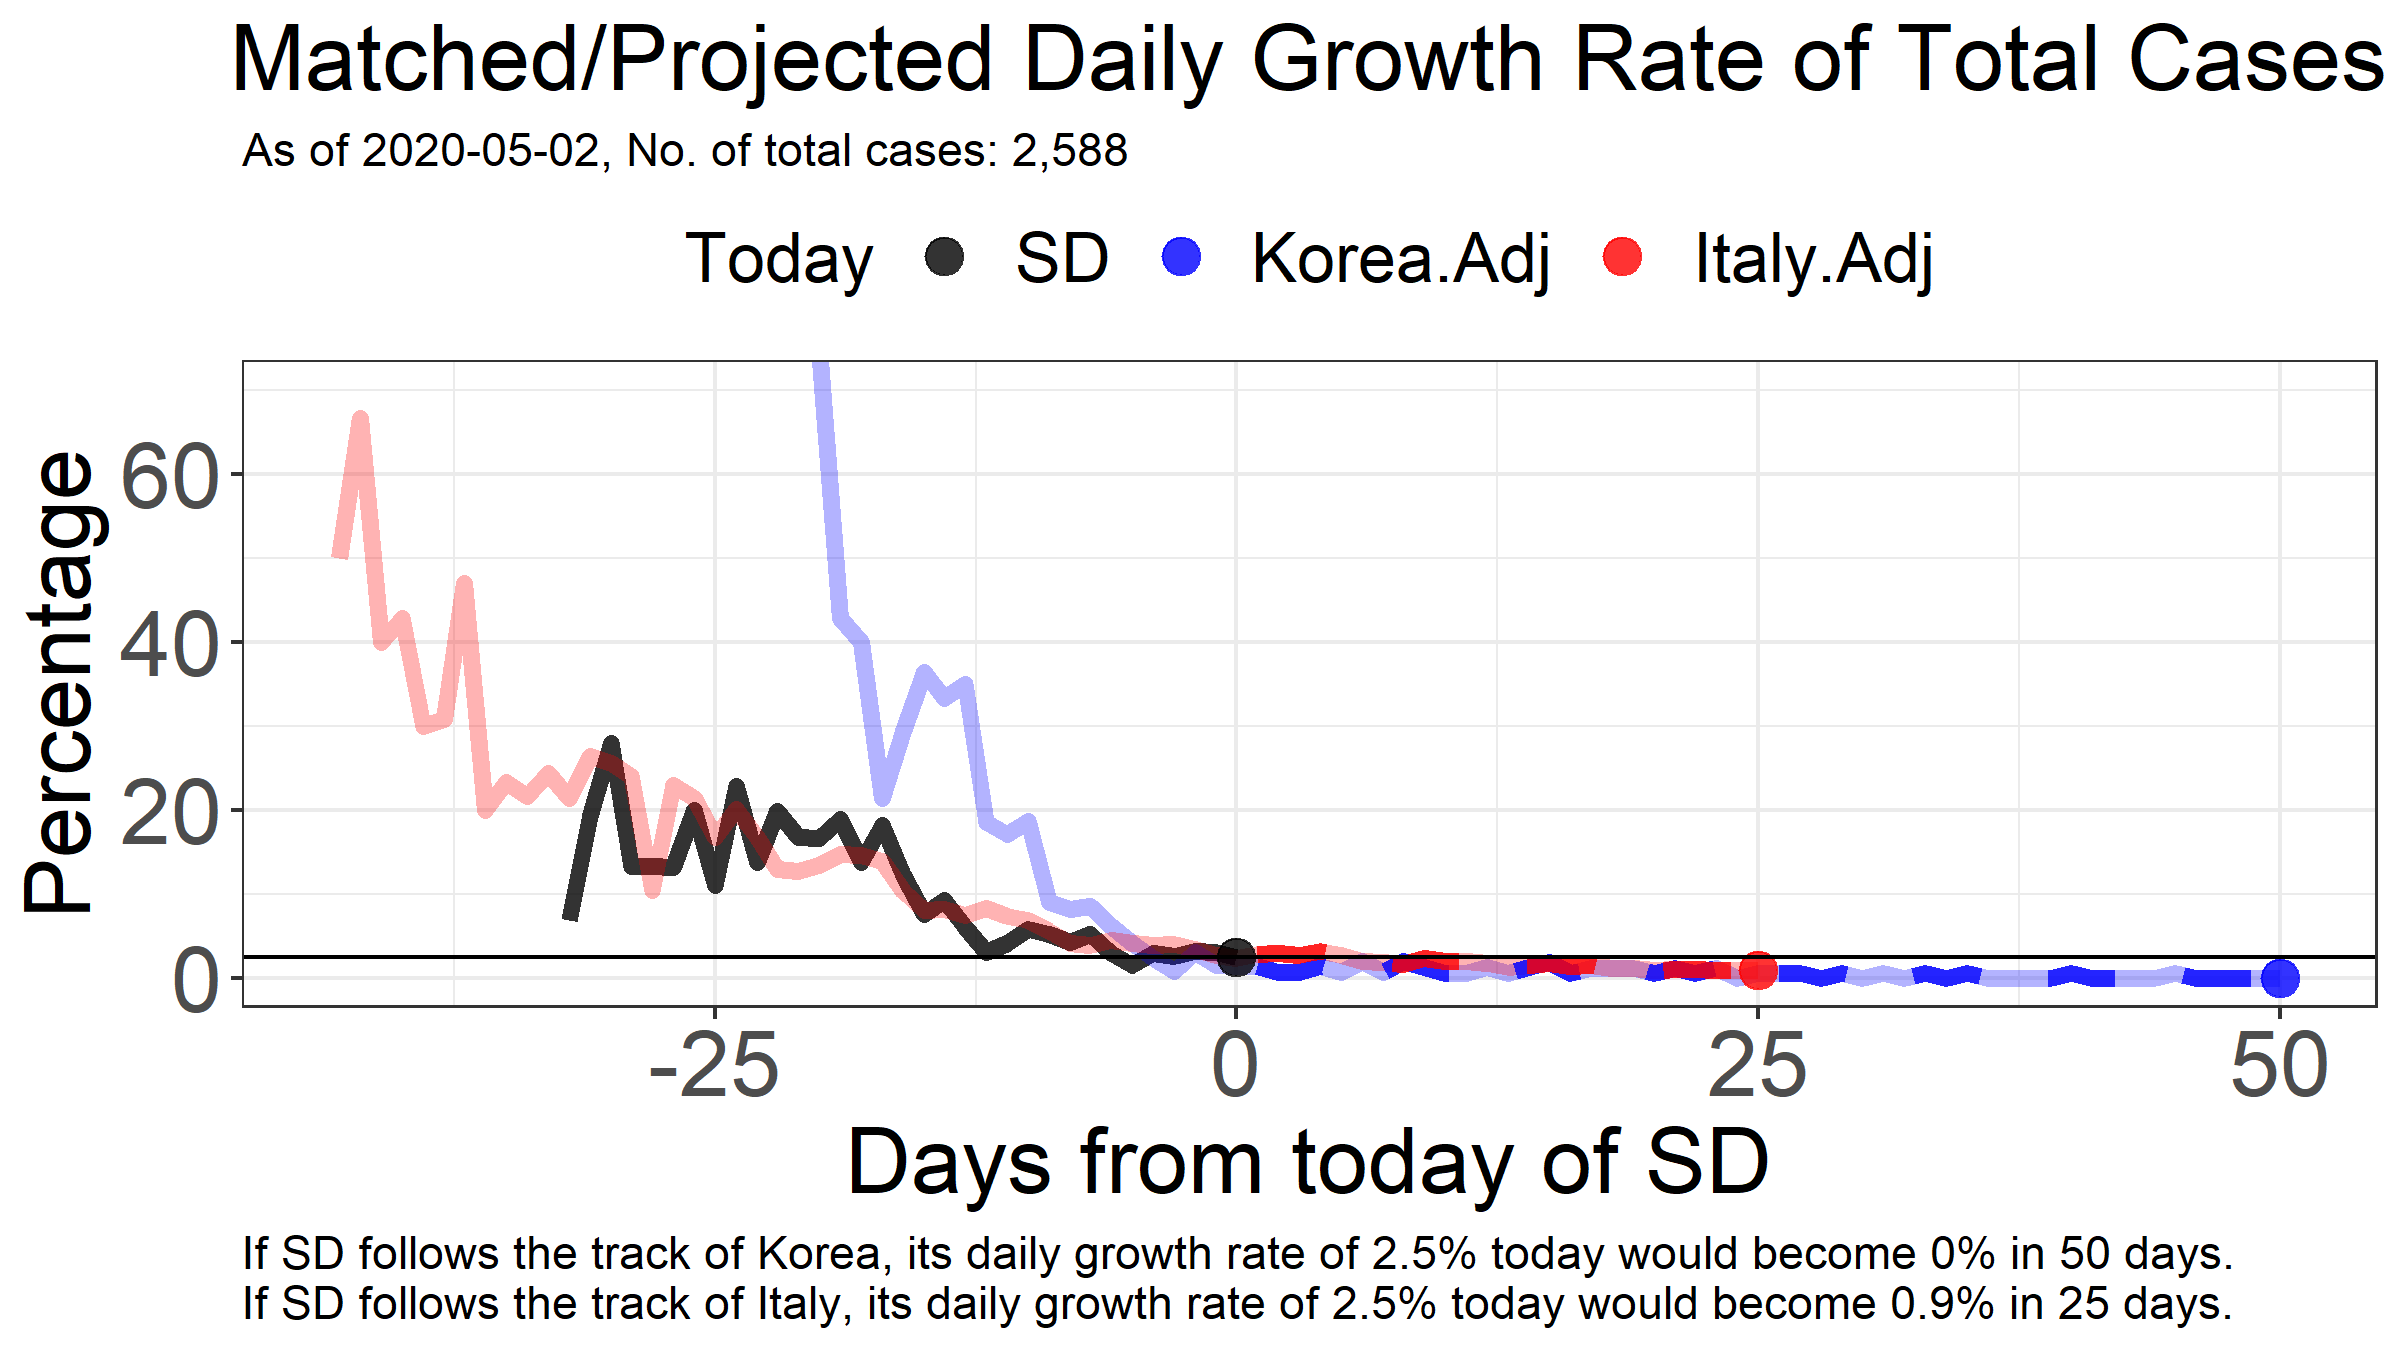 Matched/Projected Daily Growth Rate of Total Cases
As of 2020-05-02, No. of total cases: 2,588
Today SD Korea.Adj Italy.Adj
Percentage
60
40
20
0
-25 0 25 50
Days from today of SD
If SD follows the track of Korea, its daily growth rate of 2.5% today would become 0% in 50 days.
If SD follows the track of Italy, its daily growth rate of 2.5% today would become 0.9% in 25 days.